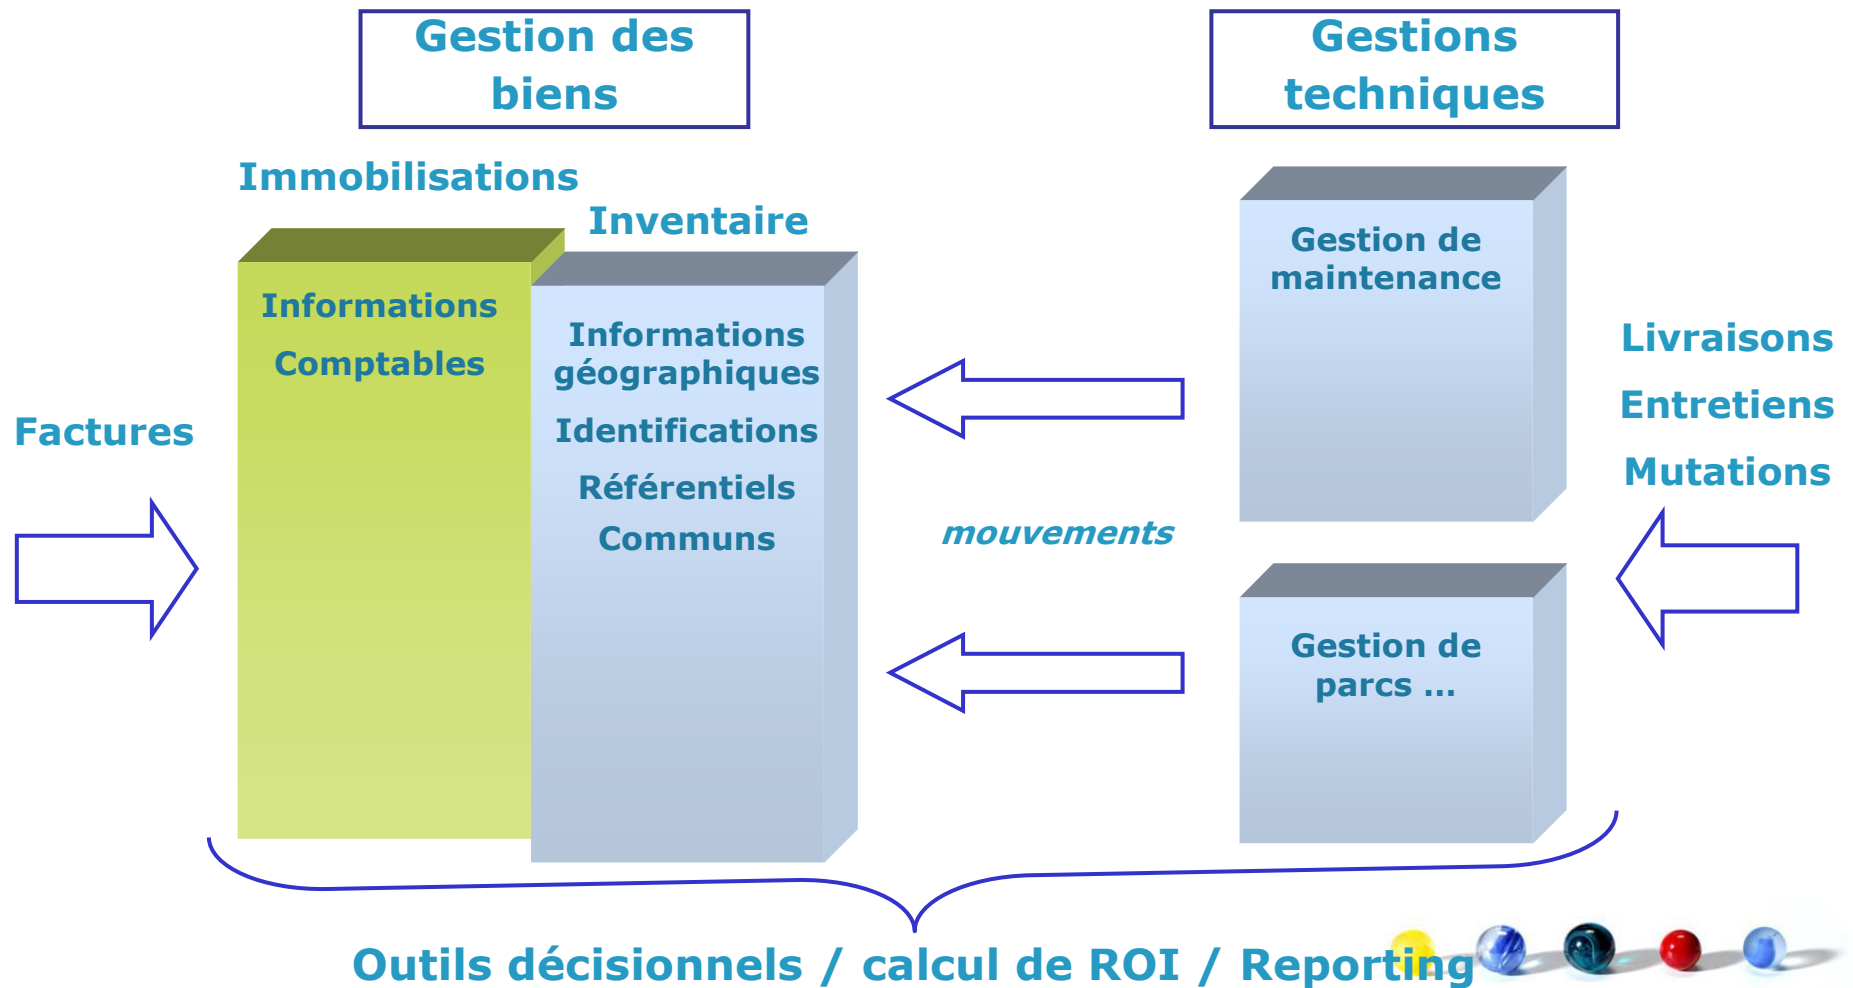 Gestion des
biens
Gestions
techniques
Immobilisations
Inventaire
Informations
Comptables
Informations
géographiques
Identifications
Référentiels
Communs
Factures
mouvements
Gestion de
maintenance
Gestion de
parcs ...
Livraisons
Entretiens
Mutations
Outils décisionnels / calcul de ROI / Reporting